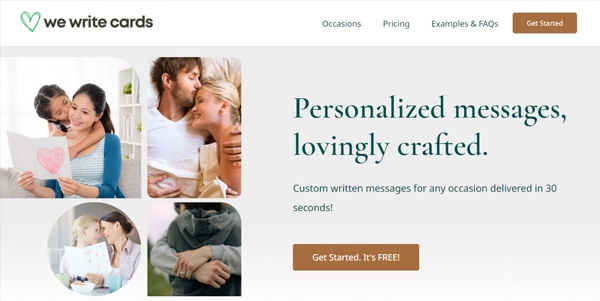 we write cards
Occasions
Pricing
Examples & FAQs
Get Started
Personalized messages,
lovingly crafted.
Custom written messages for any occasion delivered in 30
seconds!
Get Started. It's FREE!